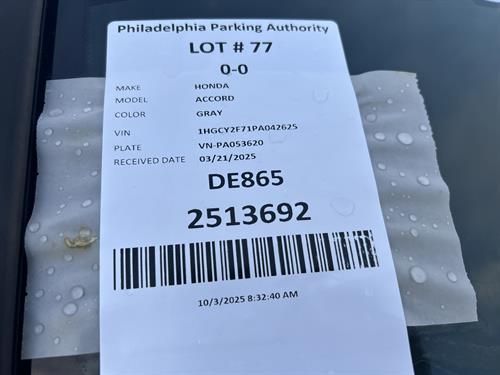 Philadelphia Parking Authority
LOT # 77
0-0
MAKE HONDA
MODEL ACCORD
COLOR GRAY
VIN 1HGCY2F71PA042625
PLATE VN-PA053620
RECEIVED DATE 03/21/2025
DE865
2513692
10/3/2025 8:32:40 AM